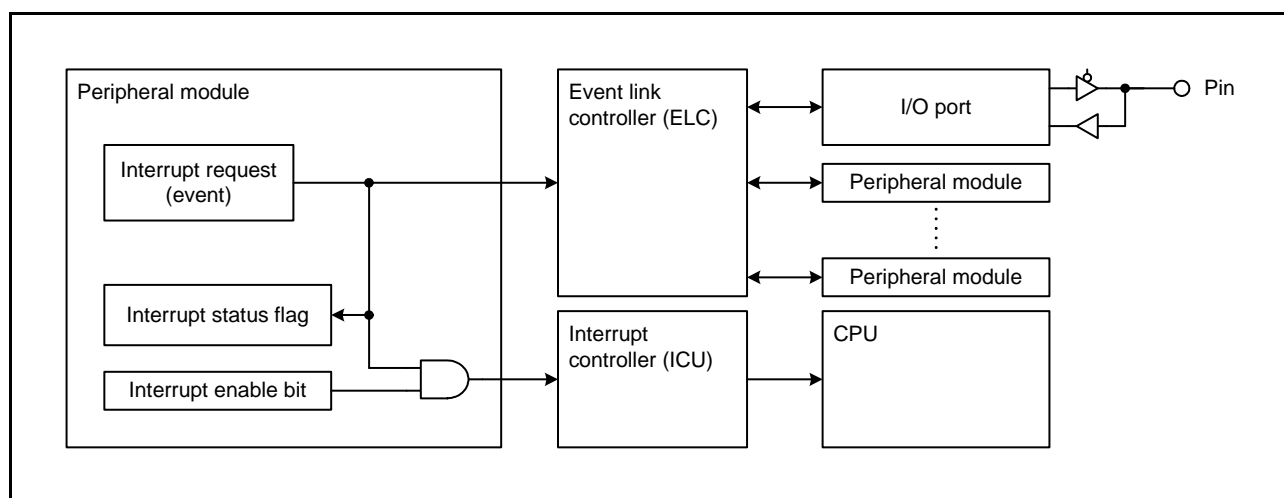 Peripheral module
Interrupt request
(event)
Interrupt status flag
Interrupt enable bit
Event link
controller (ELC)
Interrupt
controller (ICU)
I/O port
Pin
Peripheral module
Peripheral module
CPU